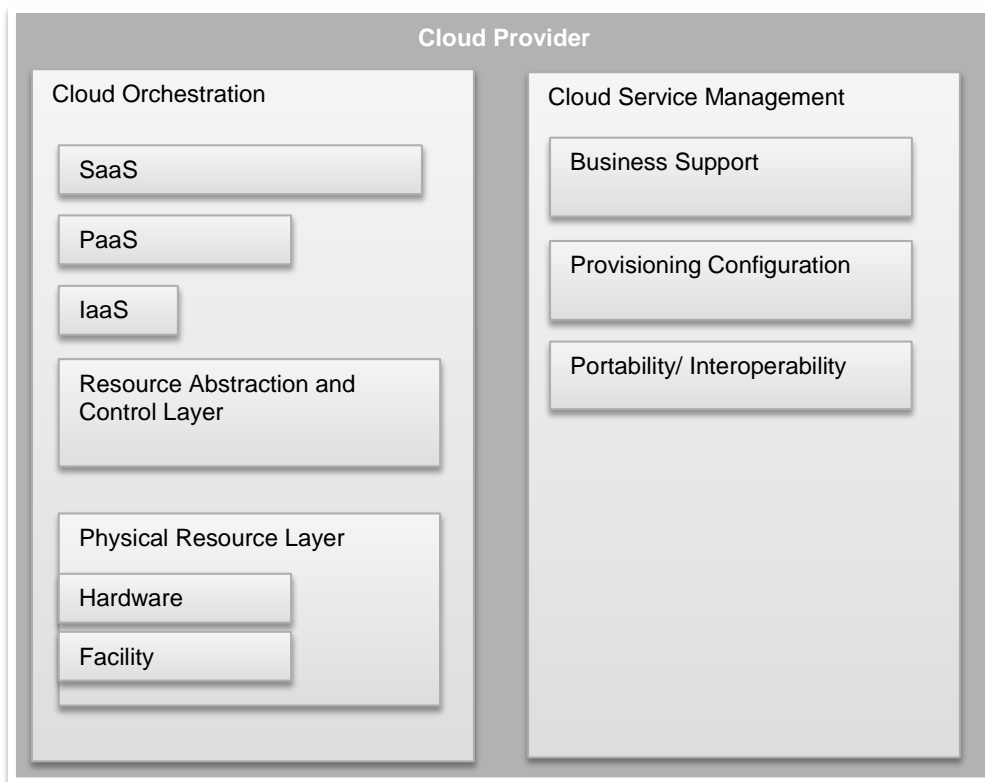 Cloud Provider
Cloud Orchestration
SaaS
PaaS
IaaS
Resource Abstraction and
Control Layer
Physical Resource Layer
Hardware
Facility
Cloud Service Management
Business Support
Provisioning Configuration
Portability/ Interoperability